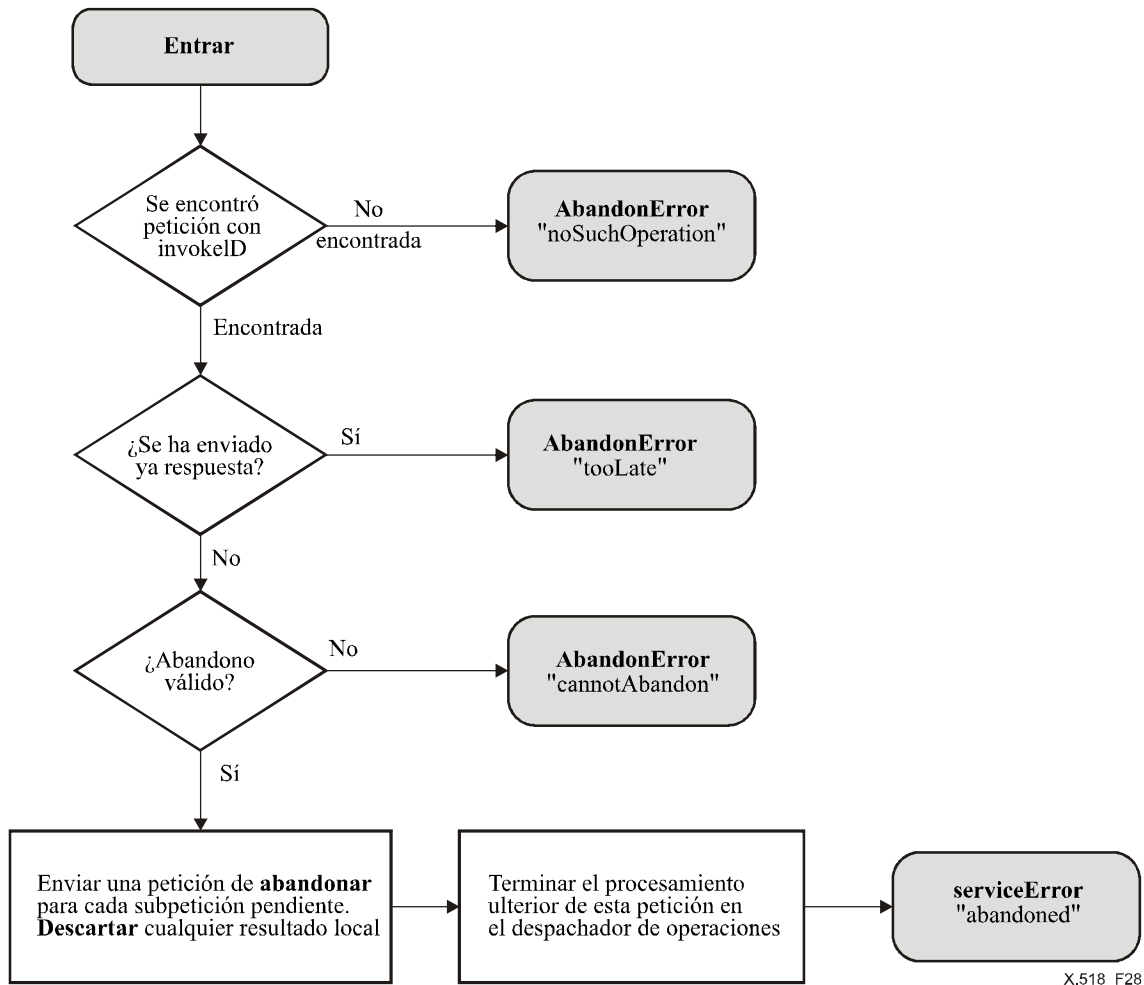 Entrar
Se encontró
petición con
invokeID
No
encontrada
AbandonError
"noSuchOperation"
Encontrada
¿Se ha enviado
ya respuesta?
Sí
AbandonError
"tooLate"
No
¿Abandono
válido?
No
AbandonError
"cannotAbandon"
Sí
Enviar una petición de abandonar
para cada subpetición pendiente.
Descartar cualquier resultado local
Terminar el procesamiento
ulterior de esta petición en
el despachador de operaciones
serviceError
"abandoned"
X.518 F28